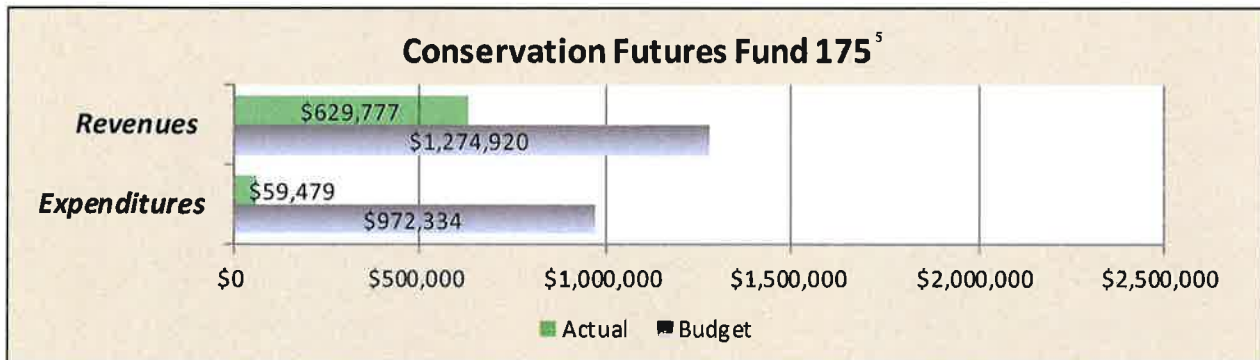 Conservation Futures Fund 175⁵
Revenues
$629,777
$1,274,920
Expenditures
$59,479
$972,334
$0 $500,000 $1,000,000 $1,500,000 $2,000,000 $2,500,000
Actual Budget